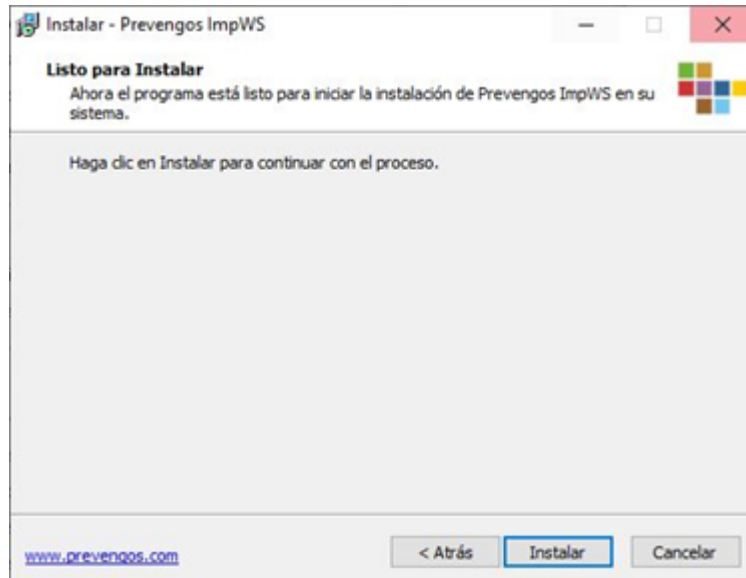 Instalar - Prevengos ImpWS
Listo para Instalar
Ahora el programa está listo para iniciar la instalación de Prevengos ImpWS en su
sistema.
Haga clic en Instalar para continuar con el proceso.
www.prevengos.com
< Atrás
Instalar
Cancelar